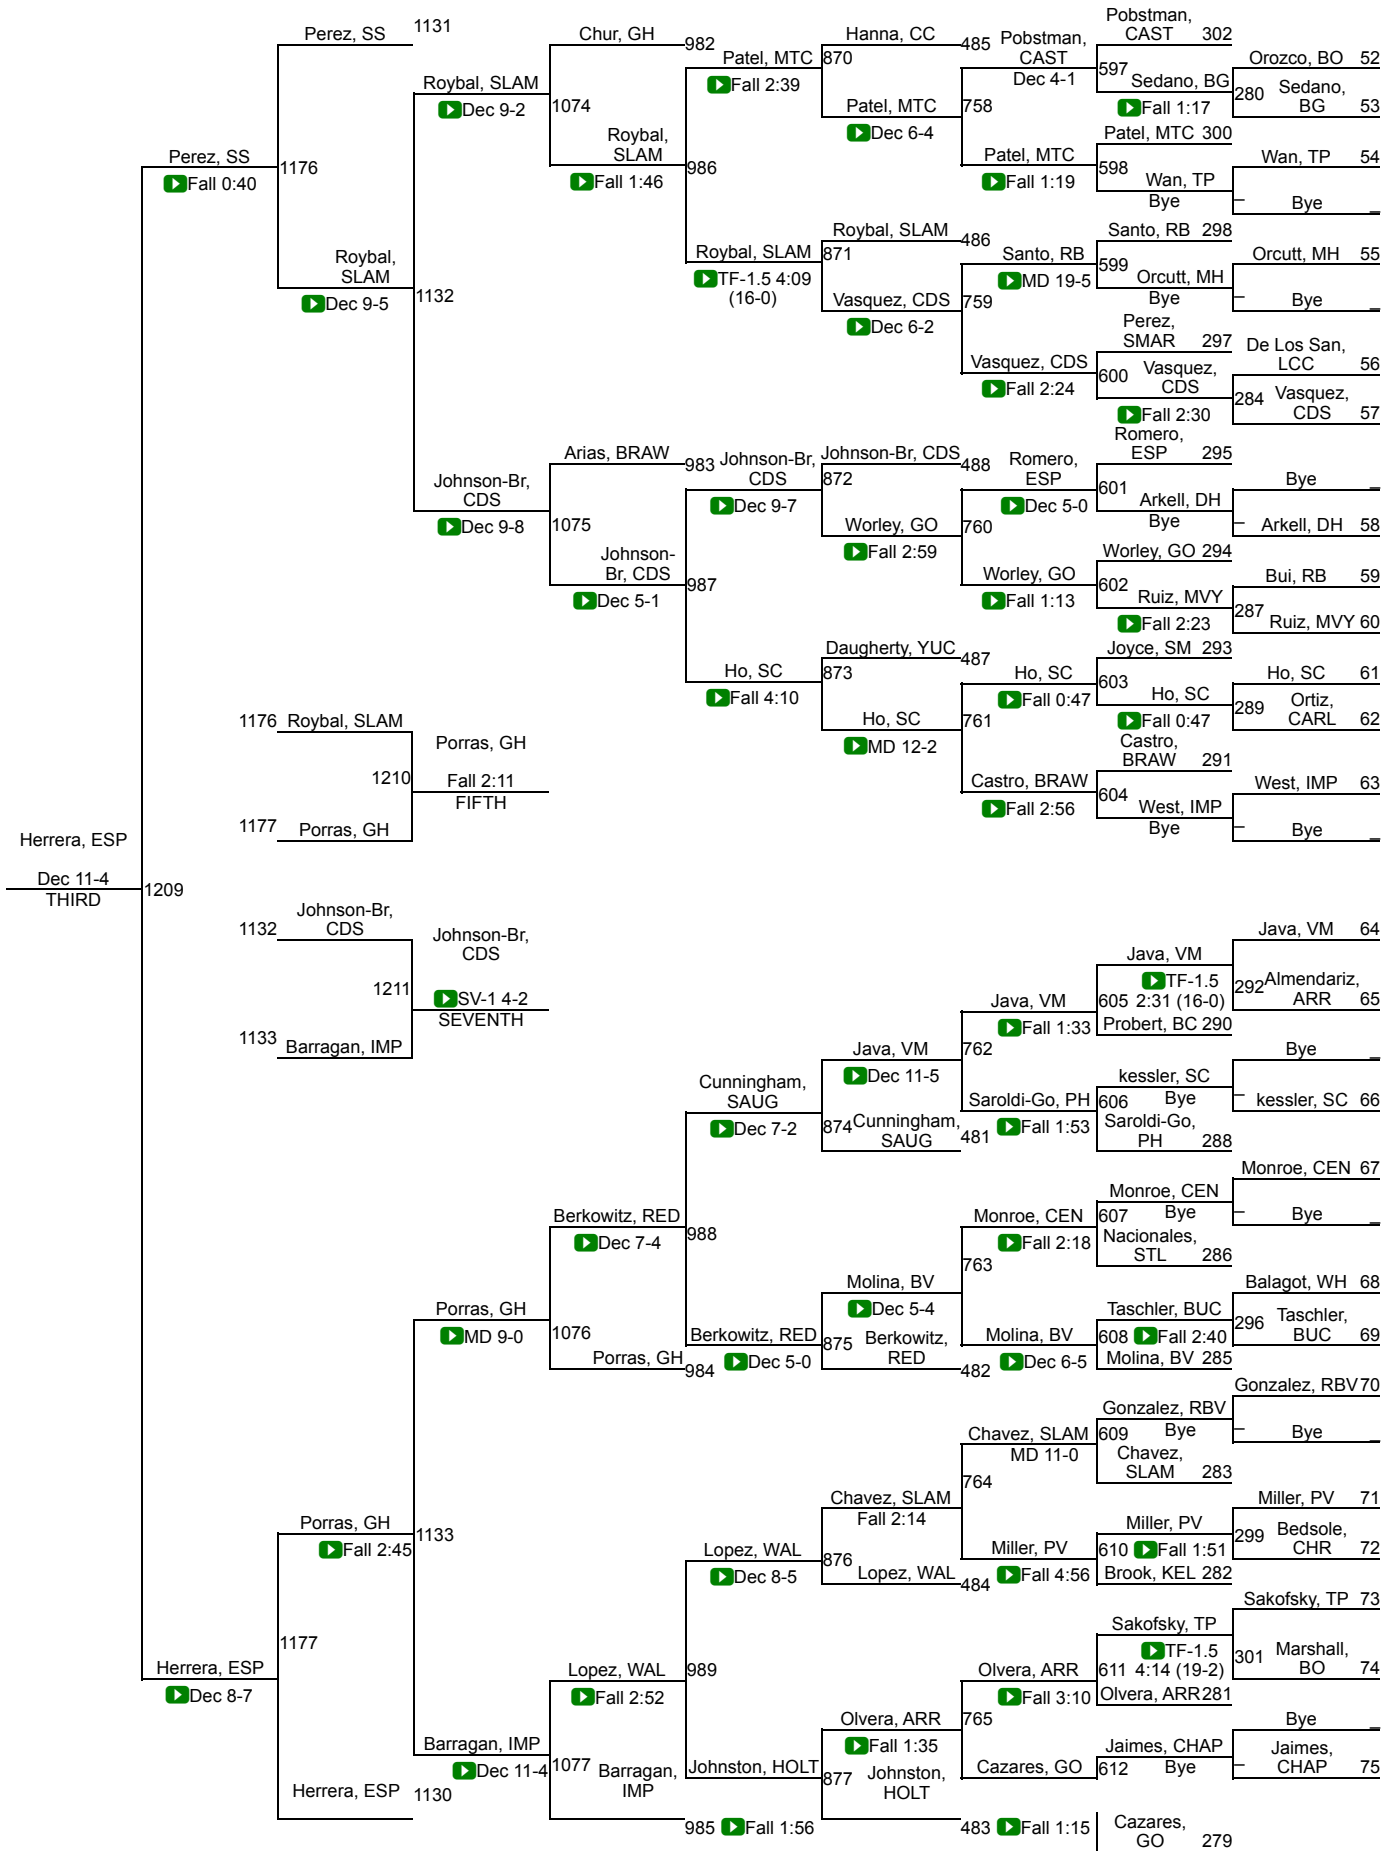 Perez, SS
1131
Chur, GH
982
Hanna, CC
485
Pobstman,
CAST
Dec 4-1
Pobstman,
CAST 302
Orozco, BO 52
Patel, MTC
870
Fall 2:39
597
Sedano, BG
Fall 1:17
280
Sedano,
BG 53
Roybal, SLAM
Dec 9-2
1074
Patel, MTC
Dec 6-4
758
Patel, MTC 300
Wan, TP 54
Roybal,
SLAM
Fall 1:46
986
Patel, MTC
Fall 1:19
598
Wan, TP
Bye
– Bye _
Perez, SS
Fall 0:40
1176
Roybal, SLAM
486
Santo, RB 298
Orcutt, MH 55
Roybal, SLAM
TF-1.5 4:09
(16-0)
871
Santo, RB
MD 19-5
599
Orcutt, MH
Bye
– Bye _
Roybal,
SLAM
Dec 9-5
1132
Vasquez, CDS
Dec 6-2
759
Perez,
SMAR 297
De Los San,
LCC 56
Vasquez, CDS
Fall 2:24
600
Vasquez,
CDS
Fall 2:30
284
Vasquez,
CDS 57
Arias, BRAW
983
Johnson-Br,
CDS
Dec 9-7
Johnson-Br, CDS
488
872
Romero,
ESP
Dec 5-0
Romero,
ESP 295
Bye _
Johnson-Br,
CDS
Dec 9-8
1075
601
Arkell, DH
Bye
– Arkell, DH 58
Worley, GO
Fall 2:59
760
Worley, GO 294
Bui, RB 59
Johnson-
Br, CDS
Dec 5-1
987
Worley, GO
Fall 1:13
602
Ruiz, MVY
Fall 2:23
287
Ruiz, MVY 60
Daugherty, YUC
487
Joyce, SM 293
Ho, SC 61
Ho, SC
Fall 4:10
873
Ho, SC
Fall 0:47
603
Ho, SC
Fall 0:47
289
Ortiz,
CARL 62
Ho, SC
MD 12-2
761
Castro,
BRAW 291
West, IMP 63
Castro, BRAW
Fall 2:56
604
West, IMP
Bye
– Bye _
1176 Roybal, SLAM
Porras, GH
1210
Fall 2:11
FIFTH
1177 Porras, GH
Herrera, ESP
Dec 11-4
THIRD
1209
1132
Johnson-Br,
CDS
Johnson-Br,
CDS
1211
SV-1 4-2
SEVENTH
1133 Barragan, IMP
Java, VM 64
Java, VM
TF-1.5
605 2:31 (16-0)
292
Almendariz,
ARR 65
Java, VM
Fall 1:33
Probert, BC 290
Java, VM
Dec 11-5
762
Bye _
Cunningham,
SAUG
Dec 7-2
kessler, SC
606 Bye
– kessler, SC 66
874
Cunningham,
SAUG 481
Saroldi-Go, PH
Fall 1:53
Saroldi-Go,
PH 288
Monroe, CEN 67
Berkowitz, RED
Dec 7-4
988
Monroe, CEN
Fall 2:18
Monroe, CEN
607 Bye
– Bye _
Nacionales,
STL 286
763
Molina, BV
Dec 5-4
Balagot, WH 68
Porras, GH
MD 9-0
1076
Berkowitz, RED
Dec 5-0
875
Berkowitz,
RED
482
Molina, BV
Dec 6-5
Taschler, BUC
608 Fall 2:40
296
Taschler,
BUC 69
Molina, BV 285
Porras, GH
984
Gonzalez, RBV 70
Chavez, SLAM
MD 11-0
Gonzalez, RBV
609 Bye
– Bye _
Chavez,
SLAM 283
764
Porras, GH
Fall 2:45
1133
Chavez, SLAM
Fall 2:14
Miller, PV 71
Lopez, WAL
Dec 8-5
876
Lopez, WAL
484
Miller, PV
Fall 4:56
Miller, PV
610 Fall 1:51
299
Bedsole,
CHR 72
Brook, KEL 282
Sakofsky, TP 73
1177
Sakofsky, TP
TF-1.5
611 4:14 (19-2)
301
Marshall,
BO 74
Herrera, ESP
Dec 8-7
Lopez, WAL
Fall 2:52
989
Olvera, ARR
Fall 3:10
Olvera, ARR 281
Olvera, ARR
Fall 1:35
765
Bye _
Barragan, IMP
Dec 11-4
1077
Barragan,
IMP
Johnston, HOLT
877
Johnston,
HOLT
Cazares, GO
Jaimes, CHAP
612 Bye
–
Jaimes,
CHAP 75
Herrera, ESP
1130
985
Fall 1:56
483
Fall 1:15
Cazares,
GO 279